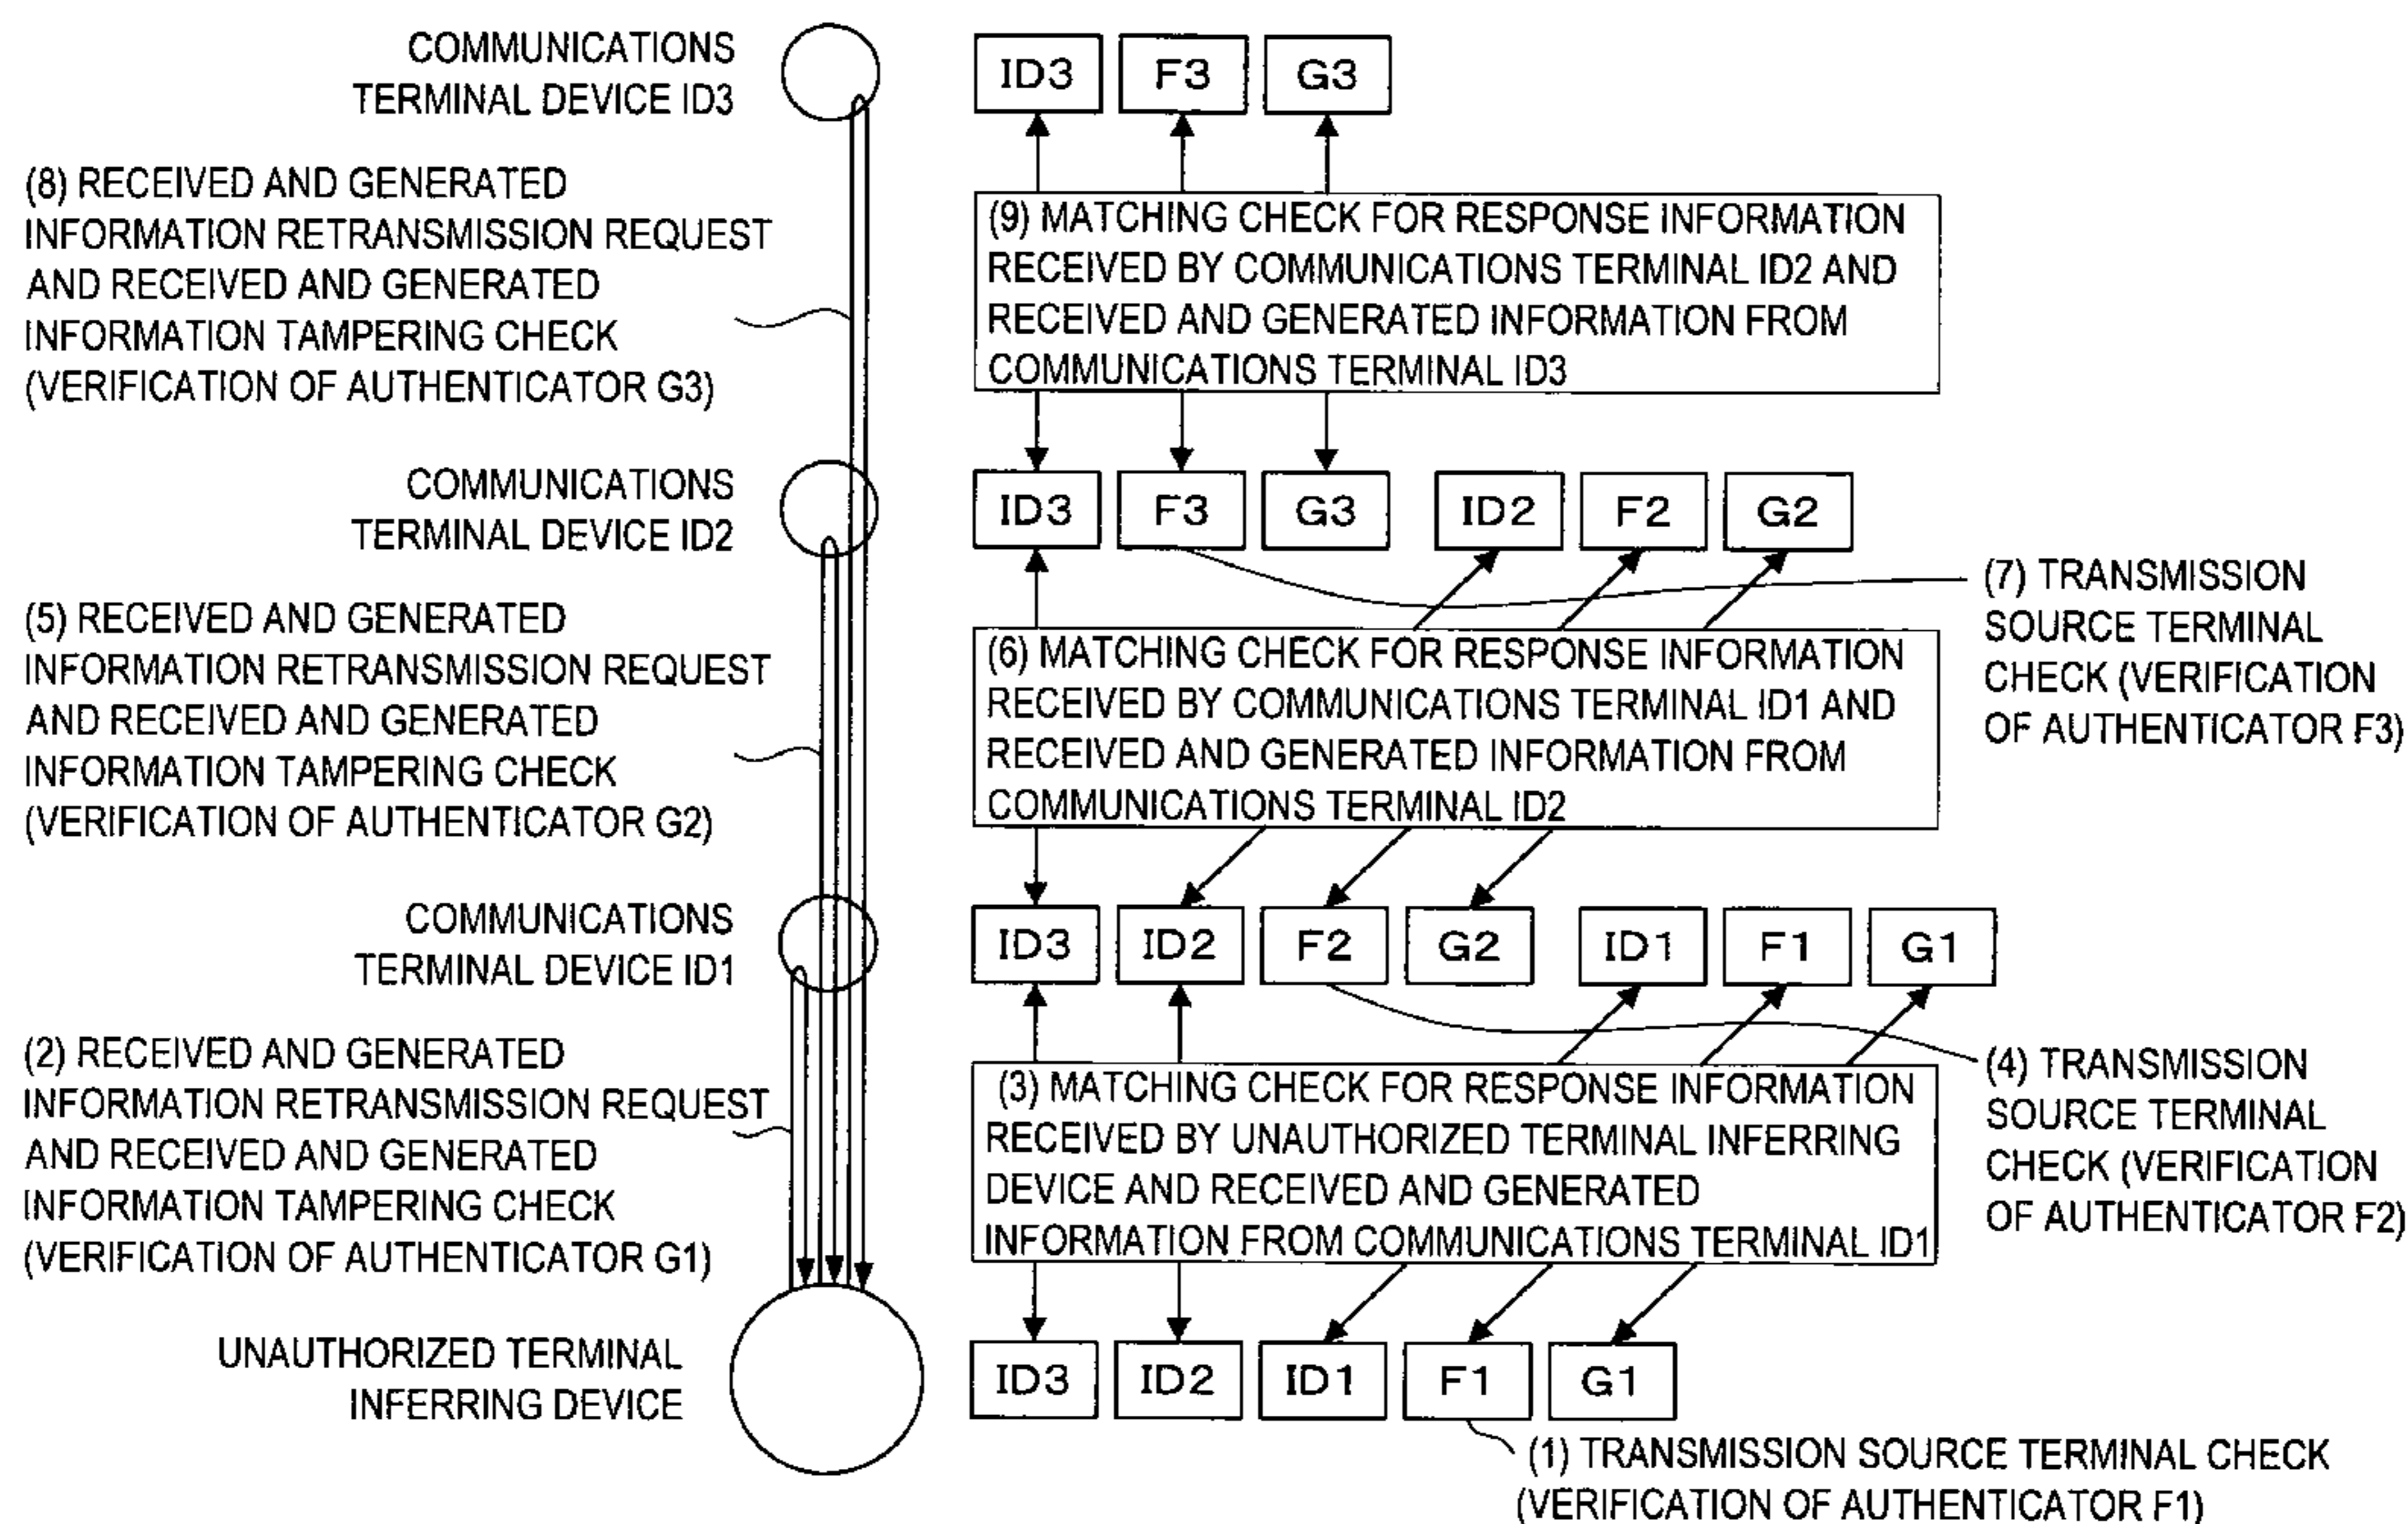 COMMUNICATIONS
TERMINAL DEVICE ID3
ID3 F3 G3
(8) RECEIVED AND GENERATED
INFORMATION RETRANSMISSION REQUEST
AND RECEIVED AND GENERATED
INFORMATION TAMPERING CHECK
(VERIFICATION OF AUTHENTICATOR G3)
(9) MATCHING CHECK FOR RESPONSE INFORMATION
RECEIVED BY COMMUNICATIONS TERMINAL ID2 AND
RECEIVED AND GENERATED INFORMATION FROM
COMMUNICATIONS TERMINAL ID3
COMMUNICATIONS
TERMINAL DEVICE ID2
ID3 F3 G3 ID2 F2 G2
(7) TRANSMISSION
SOURCE TERMINAL
CHECK (VERIFICATION
OF AUTHENTICATOR F3)
(5) RECEIVED AND GENERATED
INFORMATION RETRANSMISSION REQUEST
AND RECEIVED AND GENERATED
INFORMATION TAMPERING CHECK
(VERIFICATION OF AUTHENTICATOR G2)
(6) MATCHING CHECK FOR RESPONSE INFORMATION
RECEIVED BY COMMUNICATIONS TERMINAL ID1 AND
RECEIVED AND GENERATED INFORMATION FROM
COMMUNICATIONS TERMINAL ID2
COMMUNICATIONS
TERMINAL DEVICE ID1
ID3 ID2 F2 G2 ID1 F1 G1
(2) RECEIVED AND GENERATED
INFORMATION RETRANSMISSION REQUEST
AND RECEIVED AND GENERATED
INFORMATION TAMPERING CHECK
(VERIFICATION OF AUTHENTICATOR G1)
(3) MATCHING CHECK FOR RESPONSE INFORMATION
RECEIVED BY UNAUTHORIZED TERMINAL INFERRING
DEVICE AND RECEIVED AND GENERATED
INFORMATION FROM COMMUNICATIONS TERMINAL ID1
(4) TRANSMISSION
SOURCE TERMINAL
CHECK (VERIFICATION
OF AUTHENTICATOR F2)
UNAUTHORIZED TERMINAL
INFERRING DEVICE
ID3 ID2 ID1 F1 G1
(1) TRANSMISSION SOURCE TERMINAL CHECK
(VERIFICATION OF AUTHENTICATOR F1)